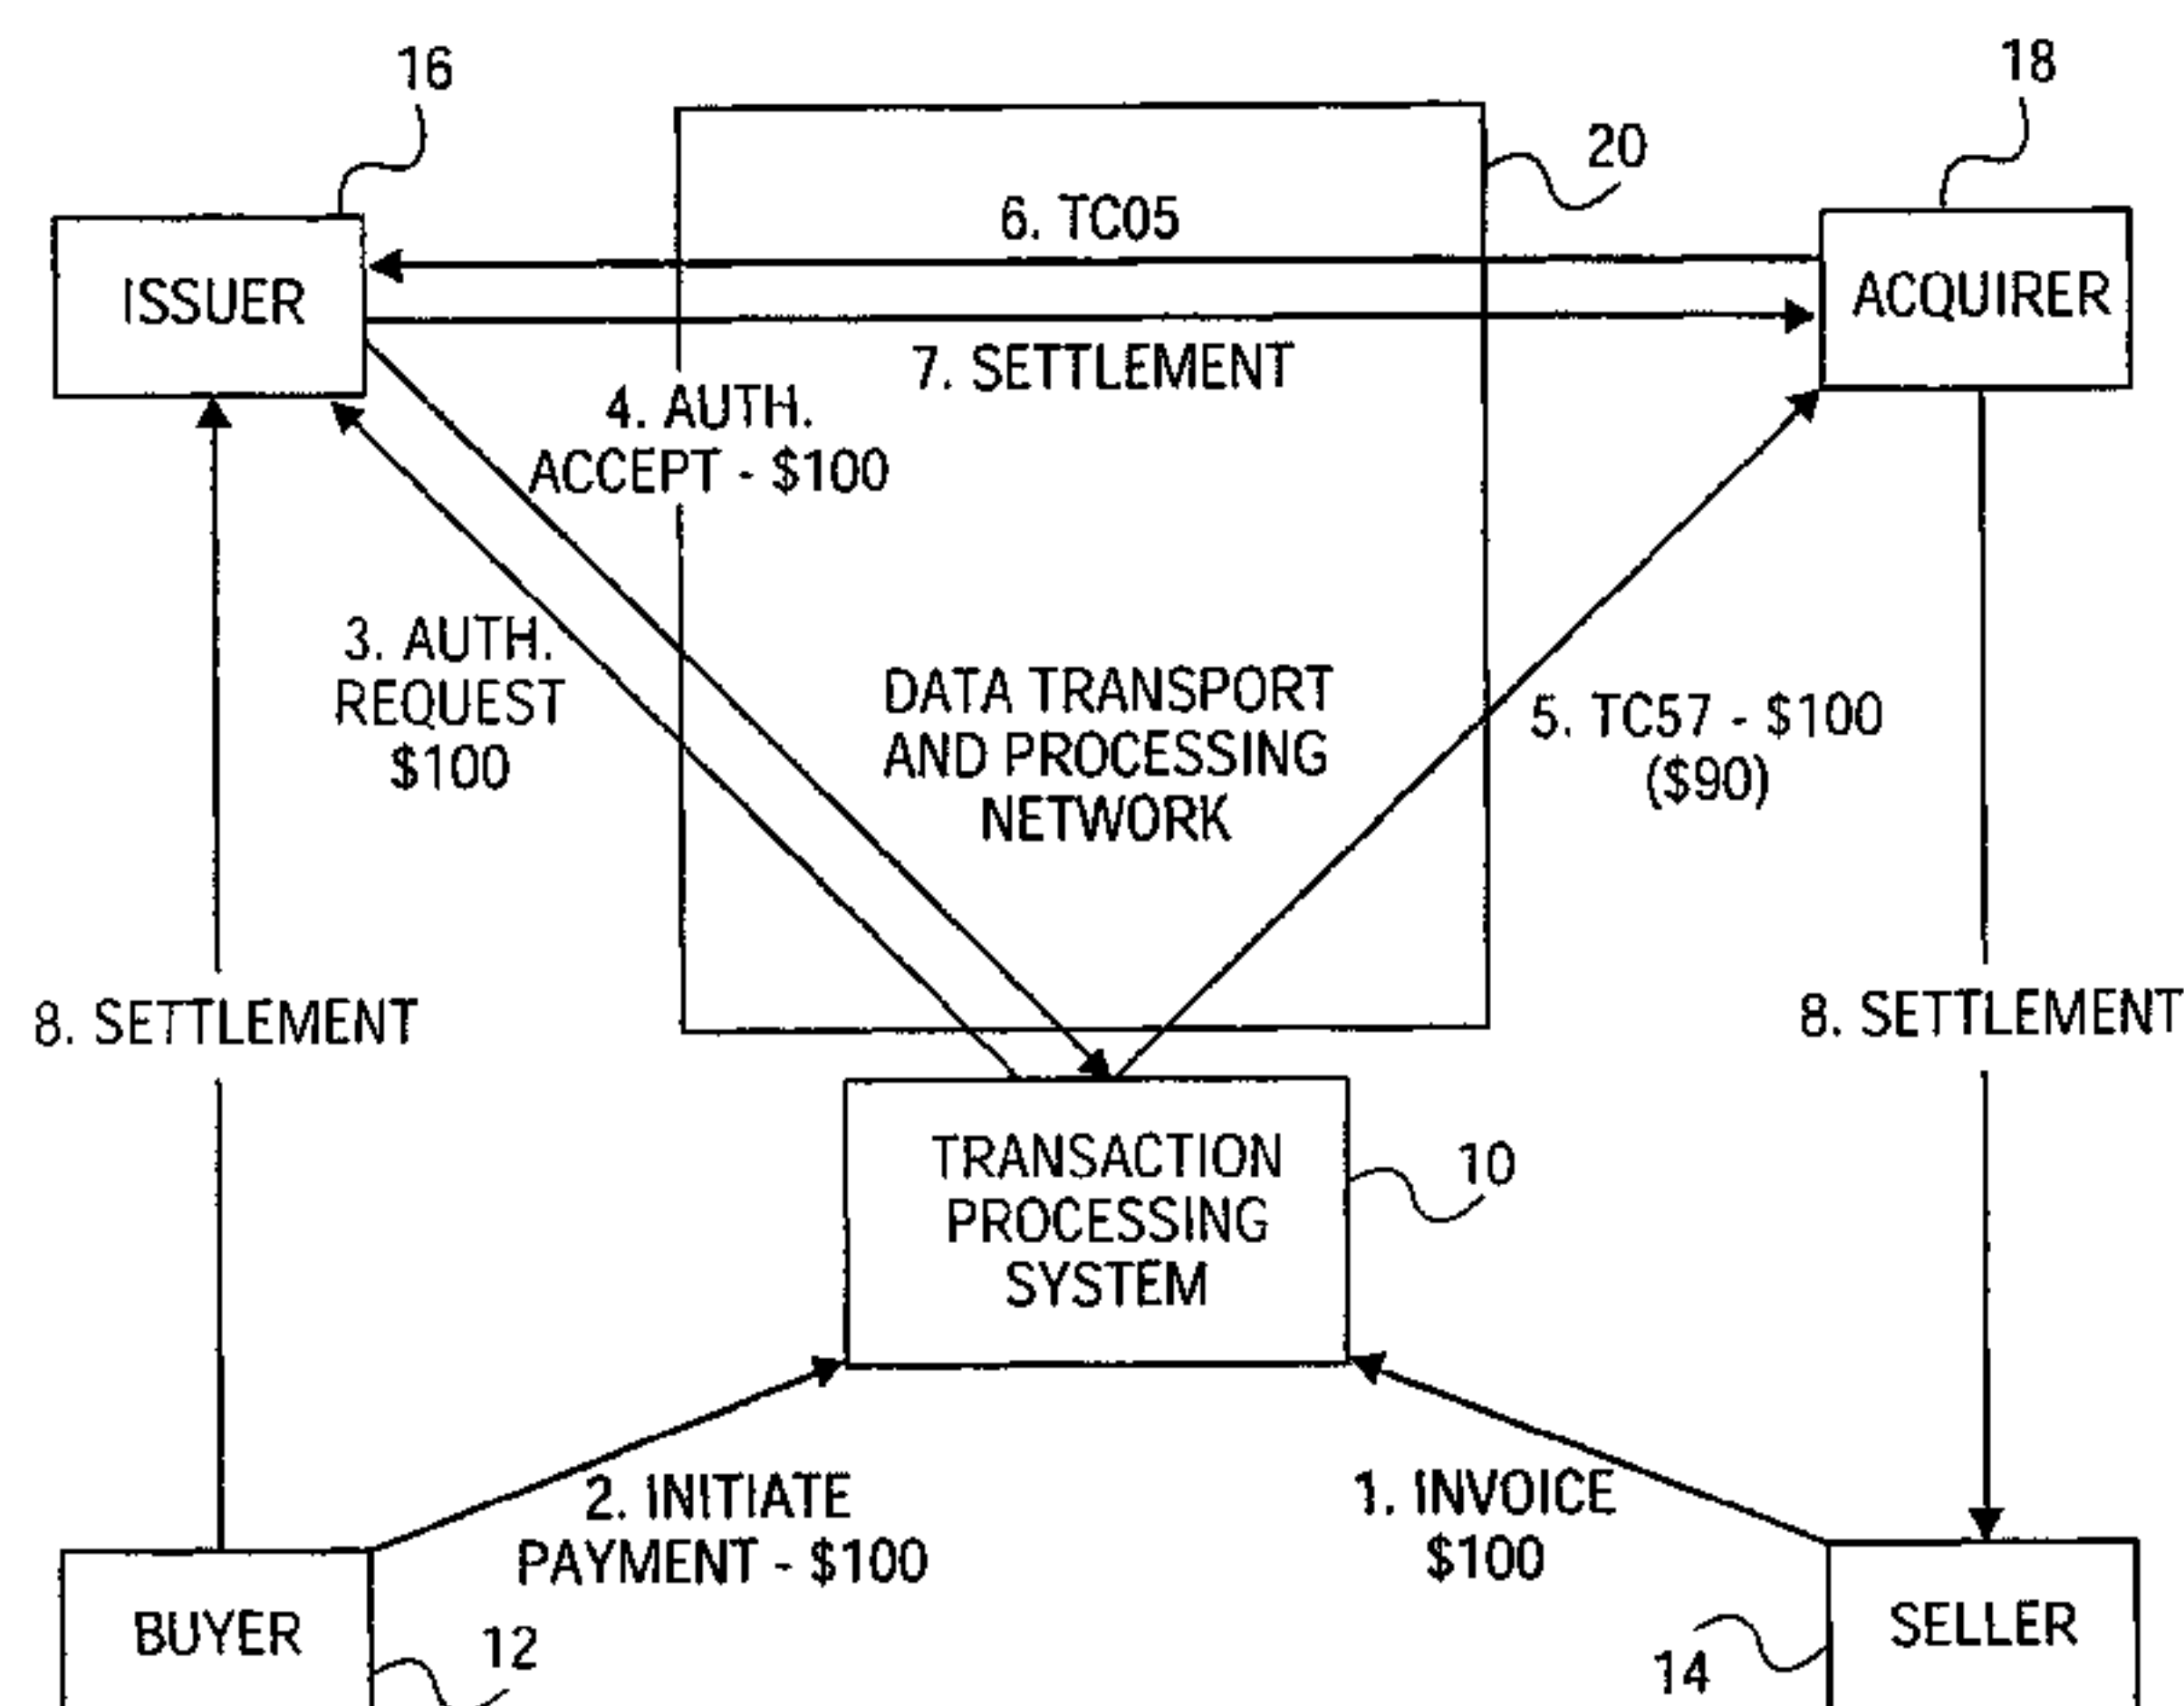 16
18
20
6. TC05
ISSUER
ACQUIRER
7. SETTLEMENT
4. AUTH.
ACCEPT - $100
3. AUTH.
REQUEST
$100
DATA TRANSPORT
AND PROCESSING
NETWORK
5. TC57 - $100
($90)
8. SETTLEMENT
8. SETTLEMENT
TRANSACTION
PROCESSING
SYSTEM
10
2. INITIATE
PAYMENT - $100
1. INVOICE
$100
BUYER
12
SELLER
14